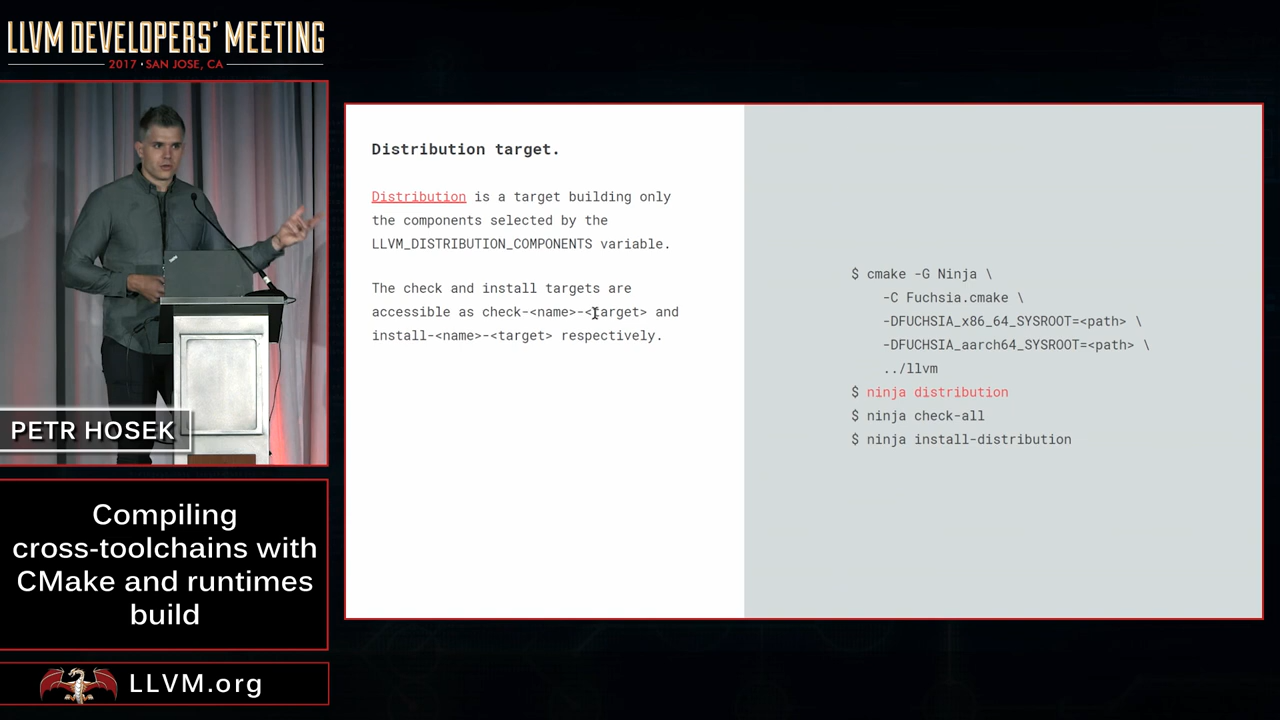 LLVM DEVELOPERS' MEETING
2017 · SAN JOSE, CA
PETR HOSEK
Compiling
cross-toolchains with
CMake and runtimes
build
LLVM.org
Distribution target.
Distribution is a target building only
the components selected by the
LLVM_DISTRIBUTION_COMPONENTS variable.
The check and install targets are
accessible as check-<name>-<target> and
install-<name>-<target> respectively.
$ cmake -G Ninja \
-C Fuchsia.cmake \
-DFUCHSIA_x86_64_SYSROOT=<path> \
-DFUCHSIA_aarch64_SYSROOT=<path> \
../llvm
$ ninja distribution
$ ninja check-all
$ ninja install-distribution